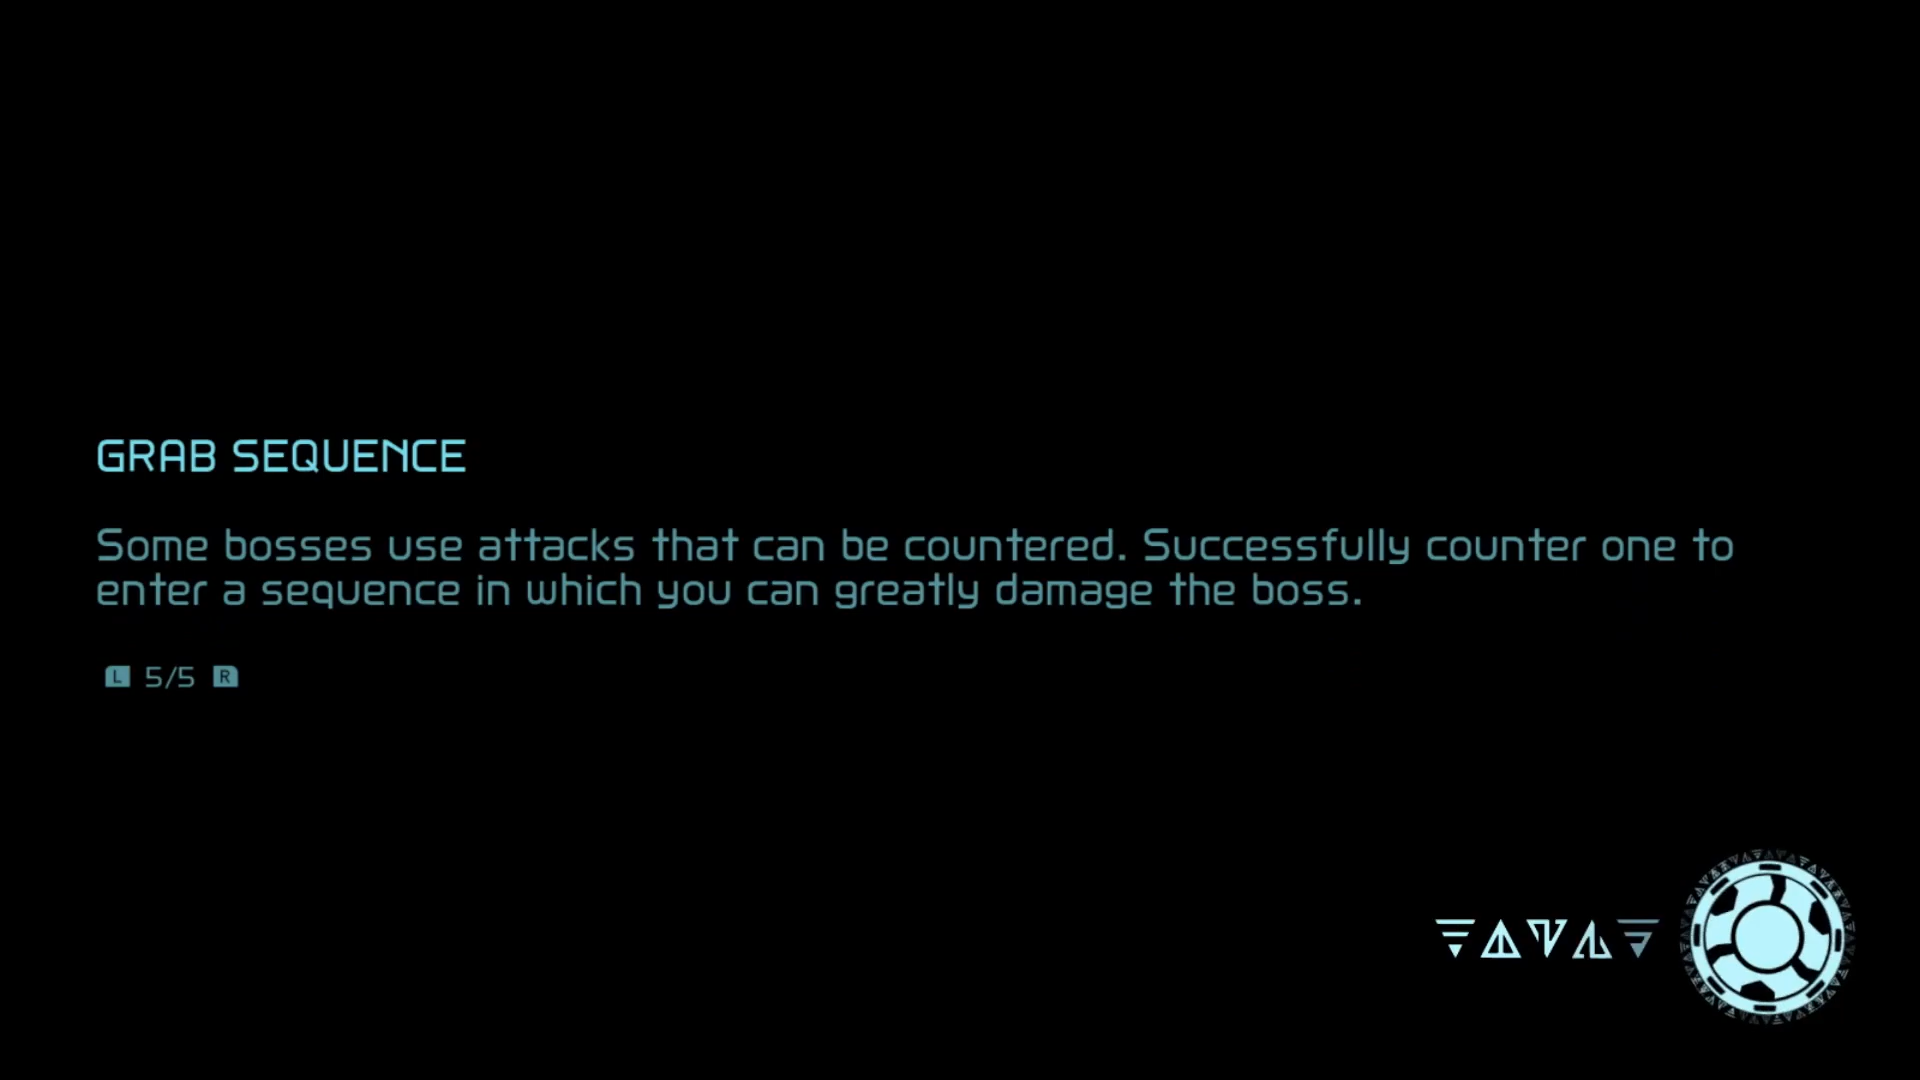 GRAB SEQUENCE
Some bosses use attacks that can be countered. Successfully counter one to
enter a sequence in which you can greatly damage the boss.
L 5/5 R